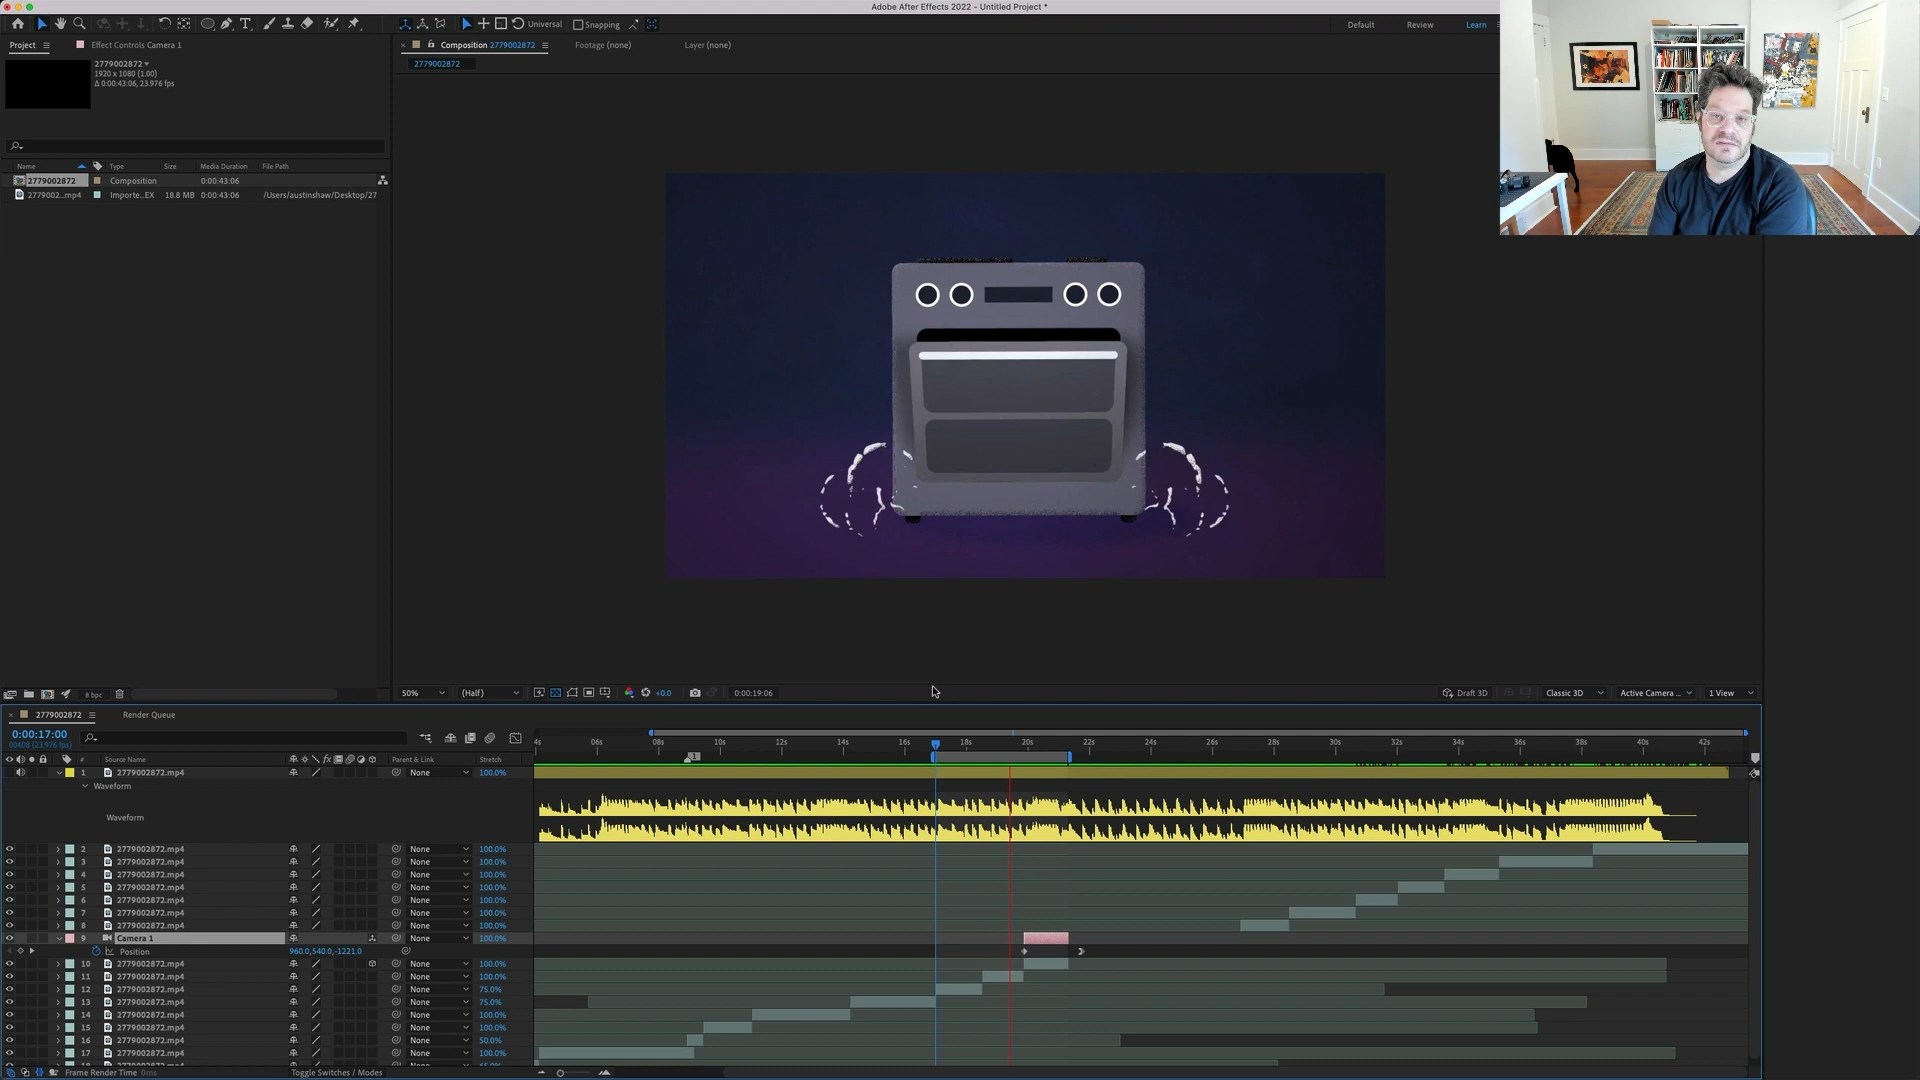 Adobe After Effects 2022 - Untitled Project *
Universal Snapping Default Review Learn
Project Effect Controls Camera 1 Composition 2779002872 Footage (none) Layer (none)
2779002872
2779002872
1920 x 1080 (1.00)
Δ 0:00:43:06, 23.976 fps
Name Type Size Media Duration File Path
2779002872 Composition 0:00:43:06
2779002...mp4 Importe...EX 18.8 MB 0:00:43:06 /Users/austinshaw/Desktop/27
8 bpc 50% (Half) +0.0 0:00:19:06 Draft 3D Classic 3D Active Camera ... 1 View
2779002872 Render Queue
0:00:17:00
00408 (23.976 fps)
4s 06s 08s 10s 12s 14s 16s 18s 20s 22s 24s 26s 28s 30s 32s 34s 36s 38s 40s 42s
# Source Name fx Parent & Link Stretch
1
1 2779002872.mp4 None 100.0%
Waveform
Waveform
2 2779002872.mp4 None 100.0%
3 2779002872.mp4 None 100.0%
4 2779002872.mp4 None 100.0%
5 2779002872.mp4 None 100.0%
6 2779002872.mp4 None 100.0%
7 2779002872.mp4 None 100.0%
8 2779002872.mp4 None 100.0%
9 Camera 1 None 100.0%
Position 960.0,540.0,-1221.0
10 2779002872.mp4 None 100.0%
11 2779002872.mp4 None 100.0%
12 2779002872.mp4 None 75.0%
13 2779002872.mp4 None 75.0%
14 2779002872.mp4 None 100.0%
15 2779002872.mp4 None 100.0%
16 2779002872.mp4 None 50.0%
17 2779002872.mp4 None 100.0%
Frame Render Time 0ms Toggle Switches / Modes